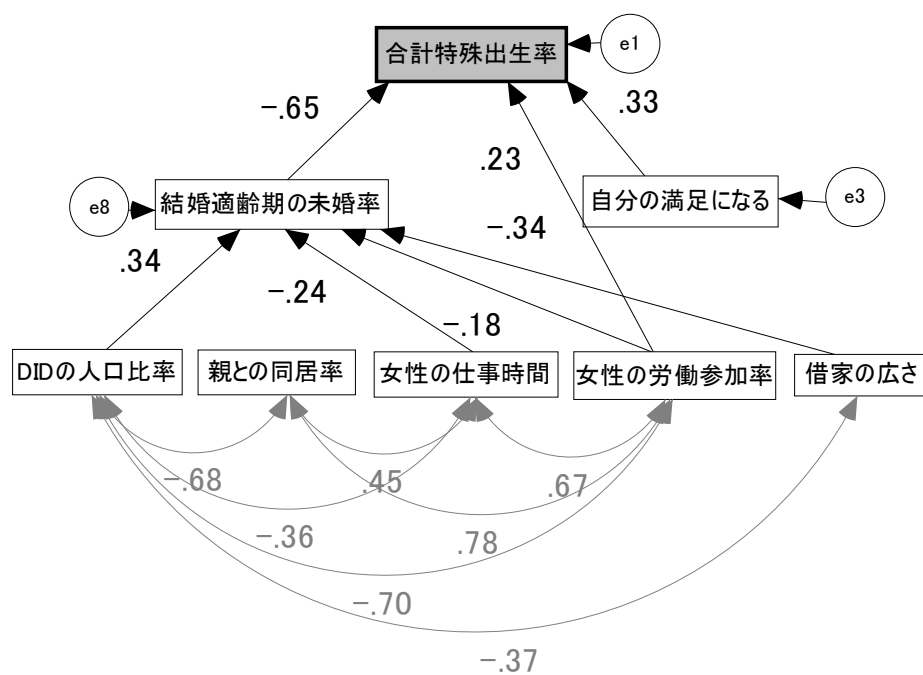 合計特殊出生率
e1
-.65
.33
.23
結婚適齢期の未婚率
自分の満足になる
e8
e3
-.34
.34
-.24
-.18
DIDの人口比率
親との同居率
女性の仕事時間
女性の労働参加率
借家の広さ
-.68
.45
.67
-.36
.78
-.70
-.37